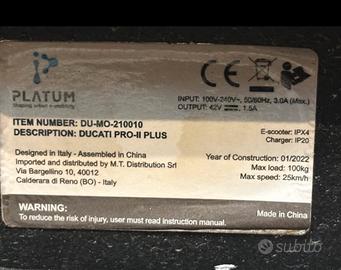 PLATUM
Shaping urban e-mobility
INPUT: 100V-240V~, 50/60Hz, 3.0A (Max.)
OUTPUT: 42V ⎓ 1.5A
ITEM NUMBER: DU-MO-210010
DESCRIPTION: DUCATI PRO-II PLUS
E-scooter: IPX4
Charger: IP20
Designed in Italy - Assembled in China
Imported and distributed by M.T. Distribution Srl
Via Bargellino 10, 40012
Calderara di Reno (BO) - Italy
Year of Construction: 01/2022
Max load: 100kg
Max speed: 25km/h
WARNING:
To reduce the risk of injury, user must read instruction manual.
Made in China
subito